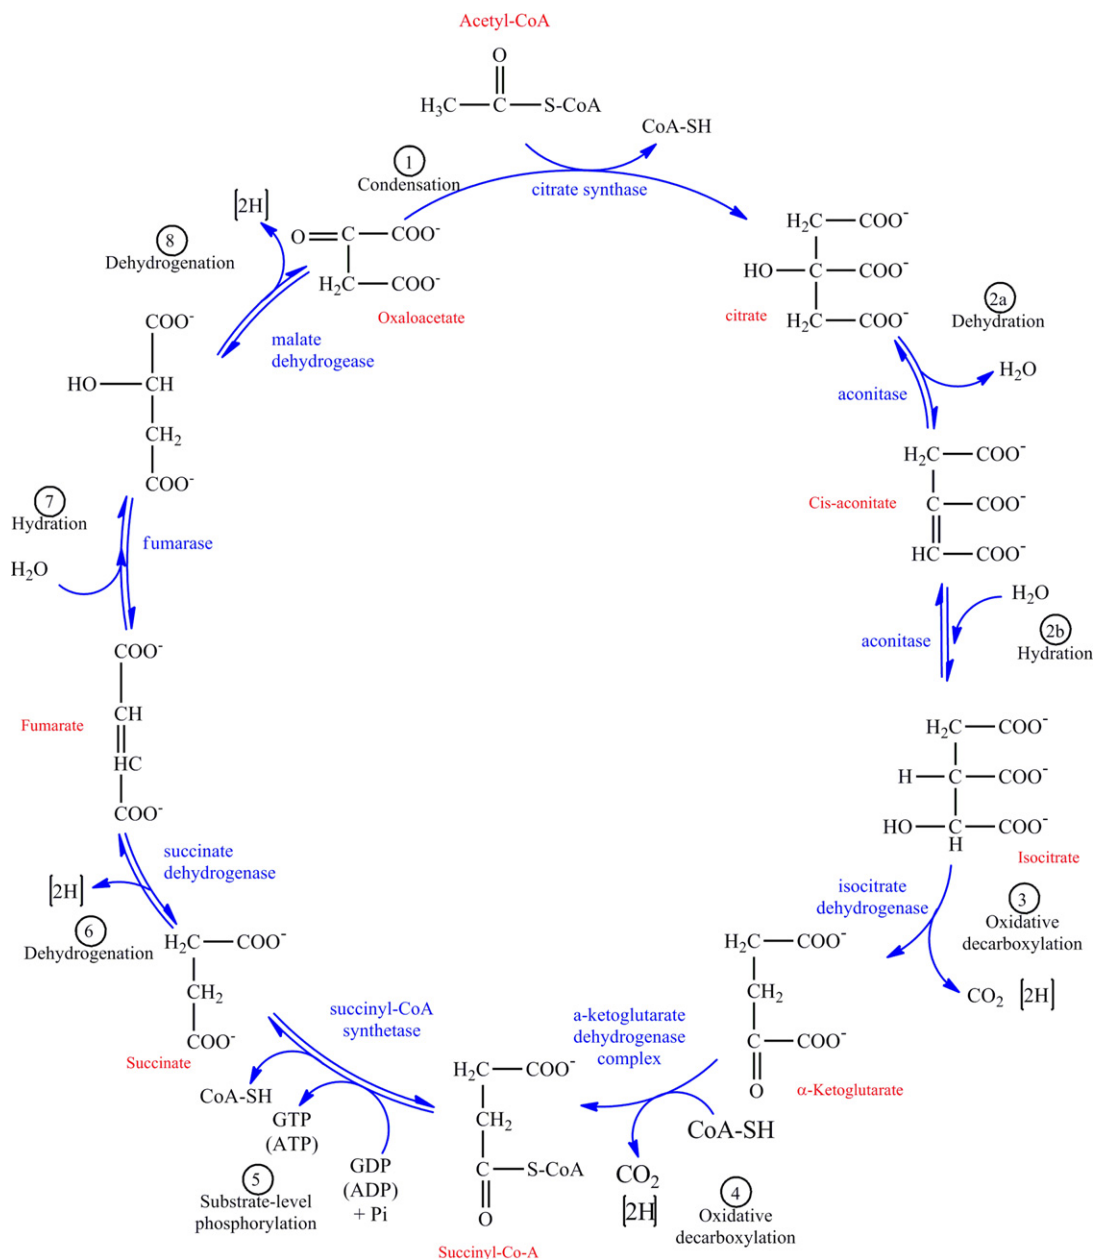 Acetyl-CoA
O
H₃C—C—S-CoA
CoA-SH
1
Condensation
citrate synthase
[2H]
8
Dehydrogenation
O=C—COO⁻
H₂C—COO⁻
Oxaloacetate
malate
dehydrogease
H₂C—COO⁻
HO—C—COO⁻
H₂C—COO⁻
citrate
2a
Dehydration
H₂O
aconitase
COO⁻
HO—CH
CH₂
COO⁻
H₂C—COO⁻
C—COO⁻
HC—COO⁻
Cis-aconitate
7
Hydration
H₂O
fumarase
H₂O
2b
Hydration
aconitase
COO⁻
CH
HC
COO⁻
Fumarate
H₂C—COO⁻
H—C—COO⁻
HO—C—COO⁻
H
Isocitrate
succinate
dehydrogenase
[2H]
6
Dehydrogenation
isocitrate
dehydrogenase
3
Oxidative
decarboxylation
CO₂ [2H]
H₂C—COO⁻
CH₂
COO⁻
Succinate
H₂C—COO⁻
CH₂
C—COO⁻
O
α-Ketoglutarate
succinyl-CoA
synthetase
a-ketoglutarate
dehydrogenase
complex
CoA-SH
GTP
(ATP)
GDP
(ADP)
+ Pi
5
Substrate-level
phosphorylation
H₂C—COO⁻
CH₂
C—S-CoA
O
Succinyl-Co-A
CoA-SH
CO₂
[2H]
4
Oxidative
decarboxylation